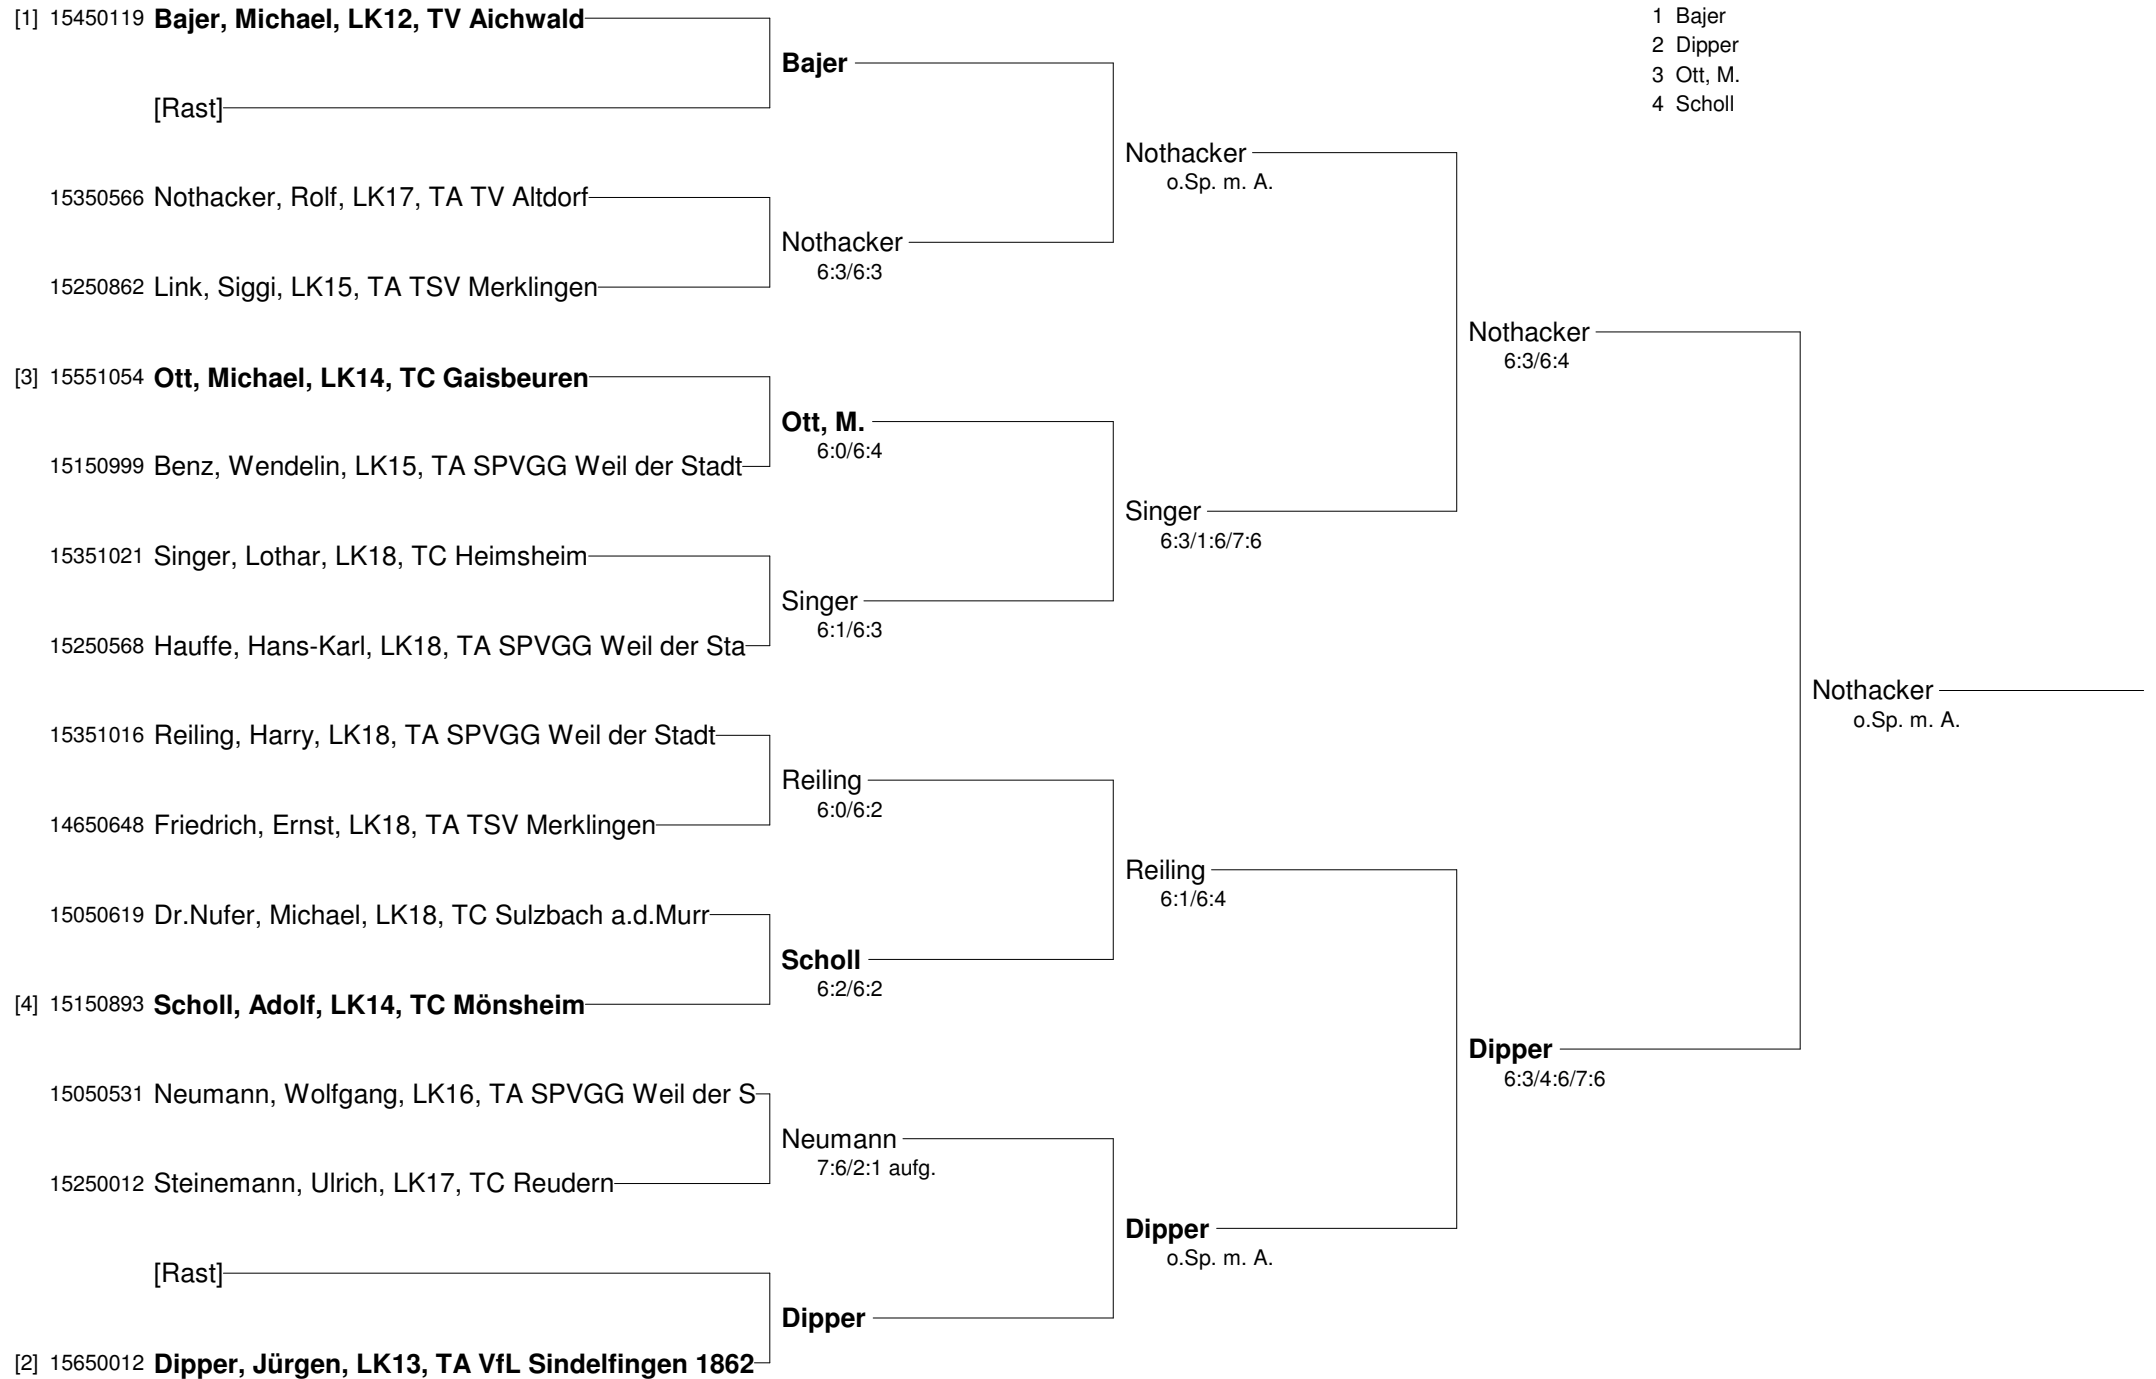 [1] 15450119 Bajer, Michael, LK12, TV Aichwald
1 Bajer
2 Dipper
3 Ott, M.
4 Scholl
Bajer
[Rast]
Nothacker
o.Sp. m. A.
15350566 Nothacker, Rolf, LK17, TA TV Altdorf
Nothacker
6:3/6:3
15250862 Link, Siggi, LK15, TA TSV Merklingen
Nothacker
6:3/6:4
[3] 15551054 Ott, Michael, LK14, TC Gaisbeuren
Ott, M.
6:0/6:4
15150999 Benz, Wendelin, LK15, TA SPVGG Weil der Stadt
Singer
6:3/1:6/7:6
15351021 Singer, Lothar, LK18, TC Heimsheim
Singer
6:1/6:3
15250568 Hauffe, Hans-Karl, LK18, TA SPVGG Weil der Sta
Nothacker
o.Sp. m. A.
15351016 Reiling, Harry, LK18, TA SPVGG Weil der Stadt
Reiling
6:0/6:2
14650648 Friedrich, Ernst, LK18, TA TSV Merklingen
Reiling
6:1/6:4
15050619 Dr.Nufer, Michael, LK18, TC Sulzbach a.d.Murr
Scholl
6:2/6:2
[4] 15150893 Scholl, Adolf, LK14, TC Mönsheim
Dipper
6:3/4:6/7:6
15050531 Neumann, Wolfgang, LK16, TA SPVGG Weil der S
Neumann
7:6/2:1 aufg.
15250012 Steinemann, Ulrich, LK17, TC Reudern
Dipper
o.Sp. m. A.
[Rast]
Dipper
[2] 15650012 Dipper, Jürgen, LK13, TA VfL Sindelfingen 1862